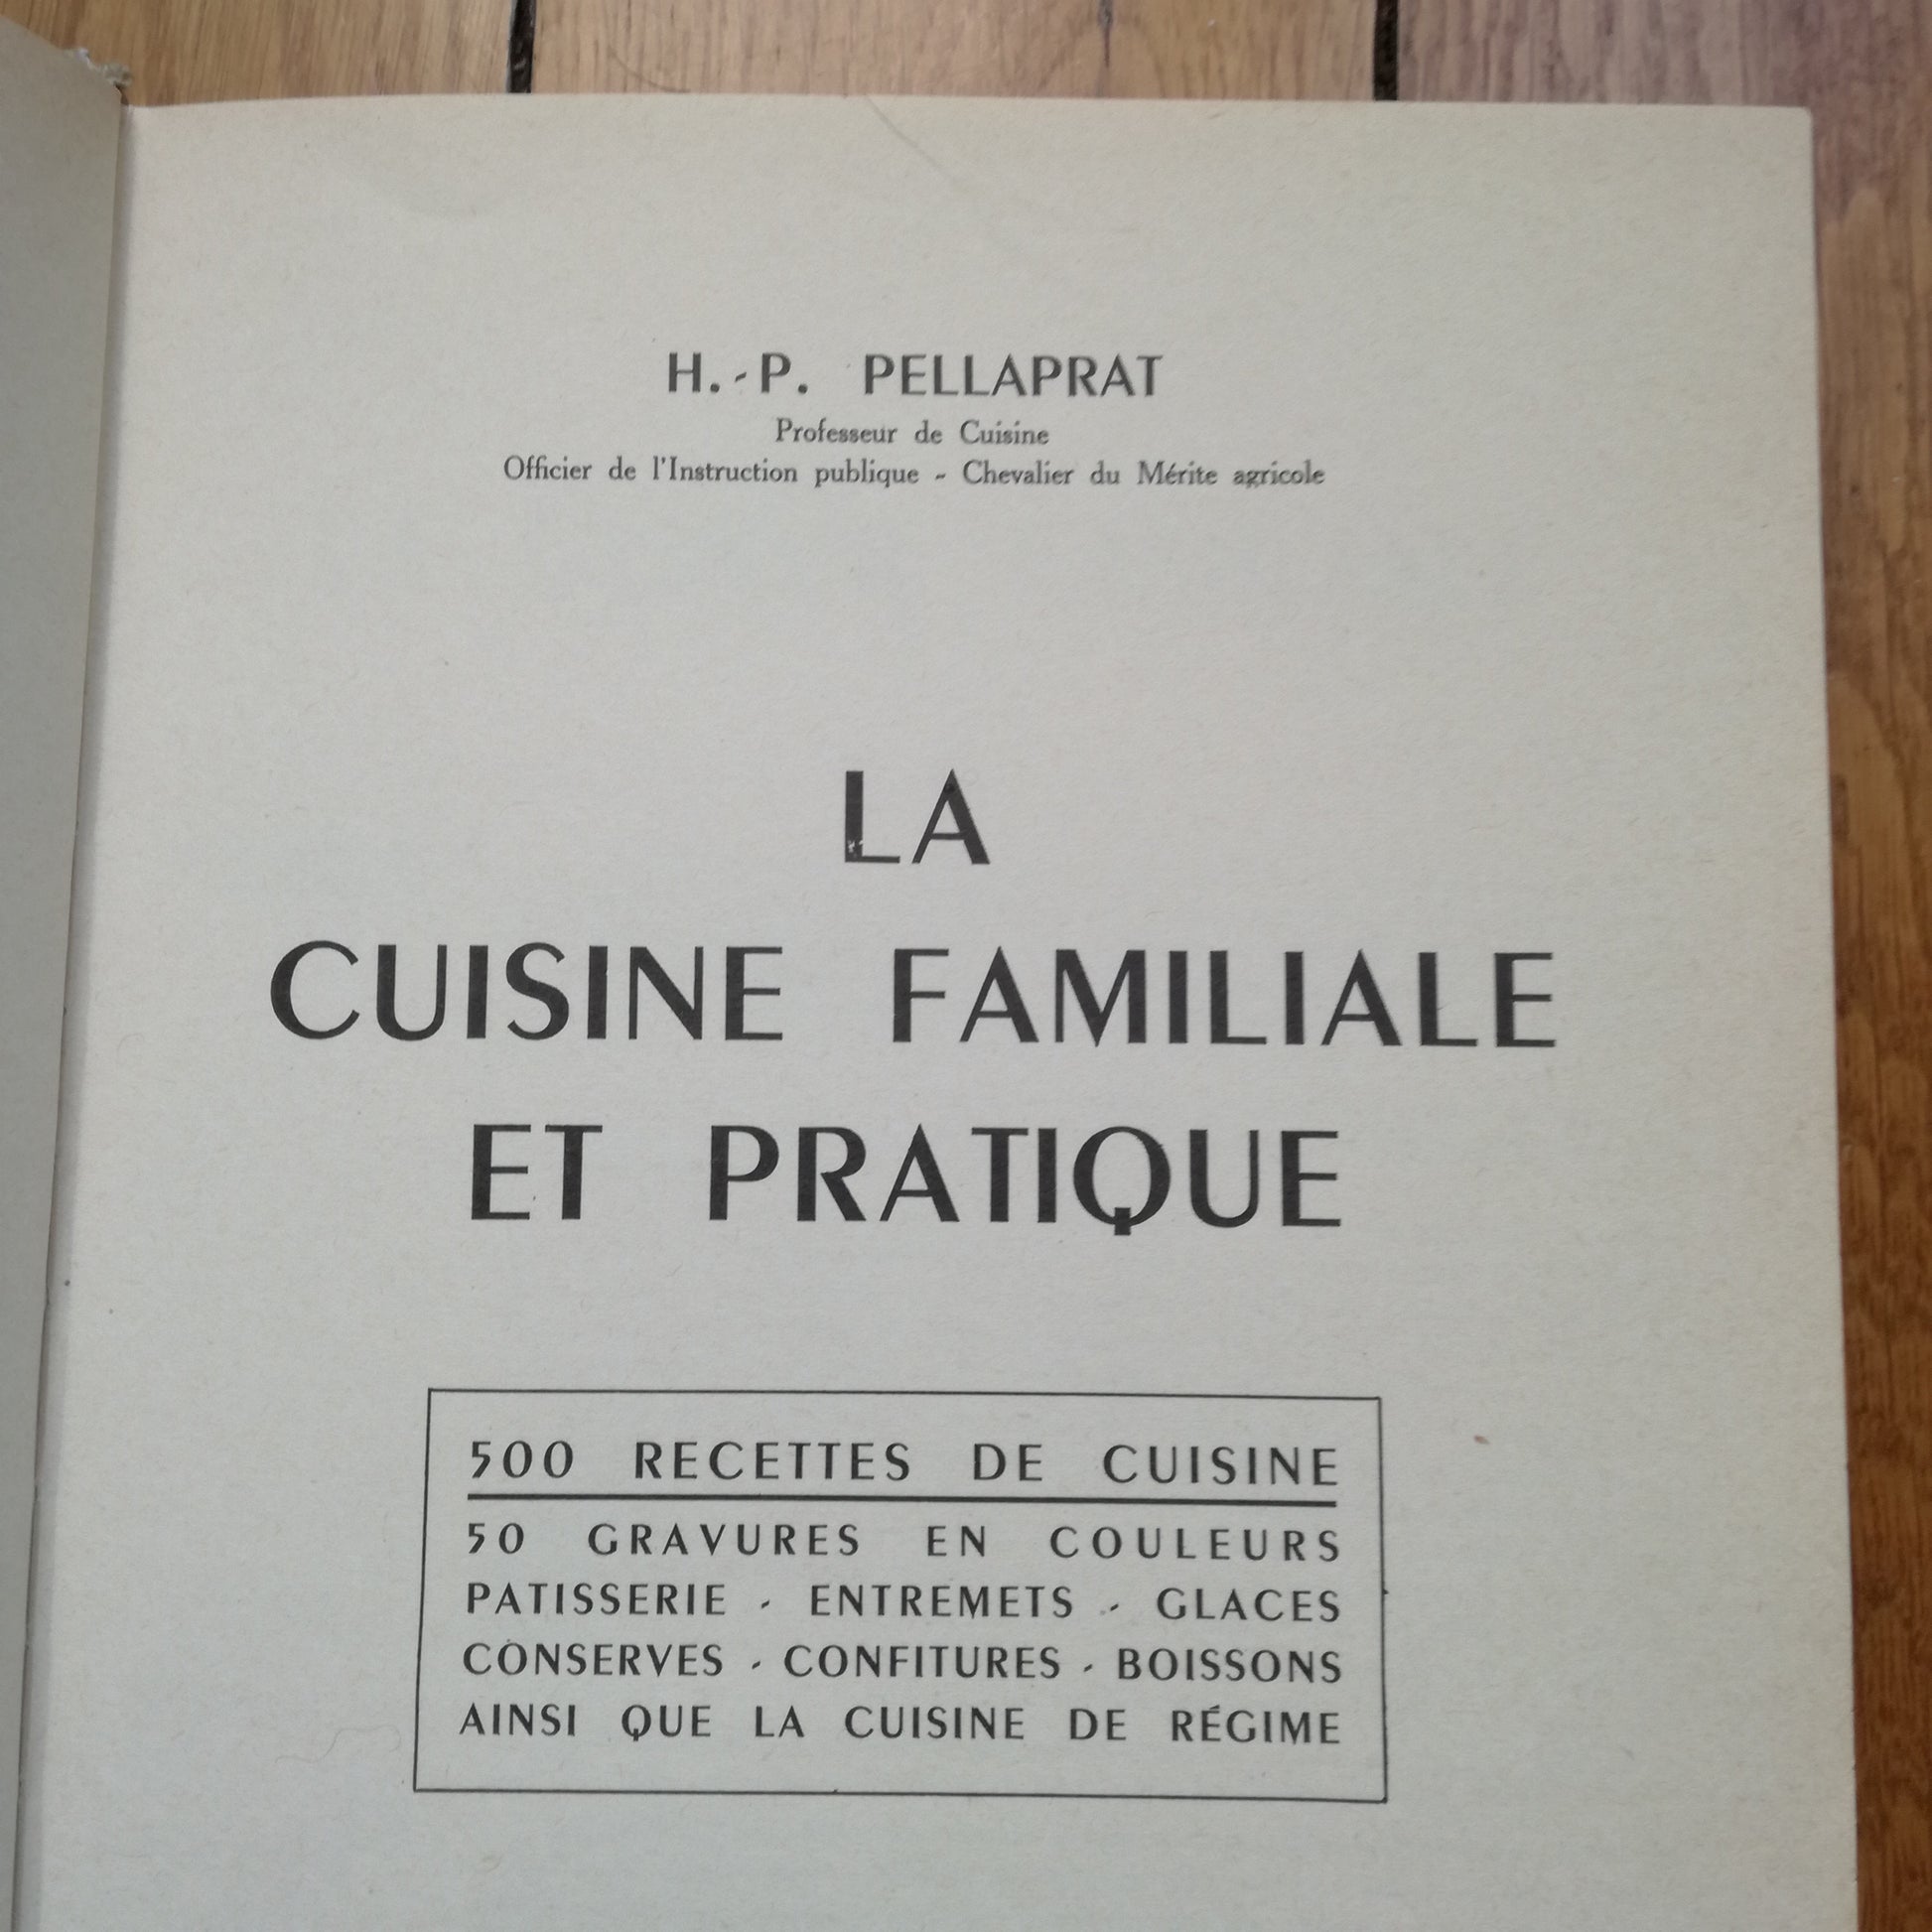 H.-P. PELLAPRAT
Professeur de Cuisine
Officier de l'Instruction publique - Chevalier du Mérite agricole
LA
CUISINE FAMILIALE
ET PRATIQUE
500 RECETTES DE CUISINE
50 GRAVURES EN COULEURS
PATISSERIE - ENTREMETS - GLACES
CONSERVES - CONFITURES - BOISSONS
AINSI QUE LA CUISINE DE RÉGIME